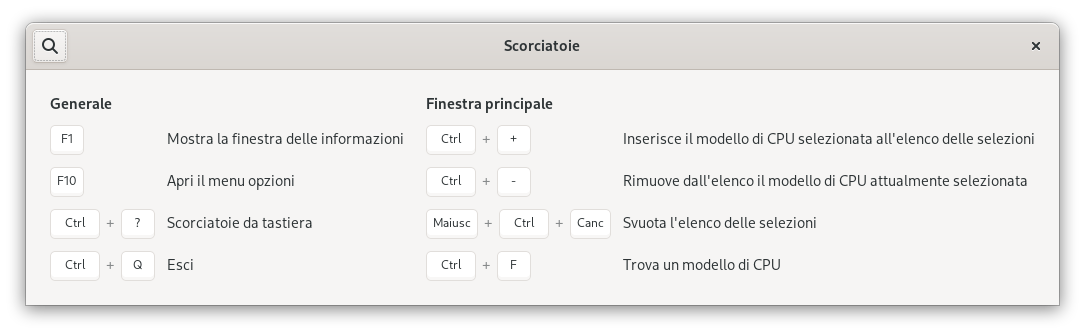 Scorciatoie
Generale
F1 Mostra la finestra delle informazioni
F10 Apri il menu opzioni
Ctrl + ? Scorciatoie da tastiera
Ctrl + Q Esci
Finestra principale
Ctrl + + Inserisce il modello di CPU selezionata all'elenco delle selezioni
Ctrl + - Rimuove dall'elenco il modello di CPU attualmente selezionata
Maiusc + Ctrl + Canc Svuota l'elenco delle selezioni
Ctrl + F Trova un modello di CPU